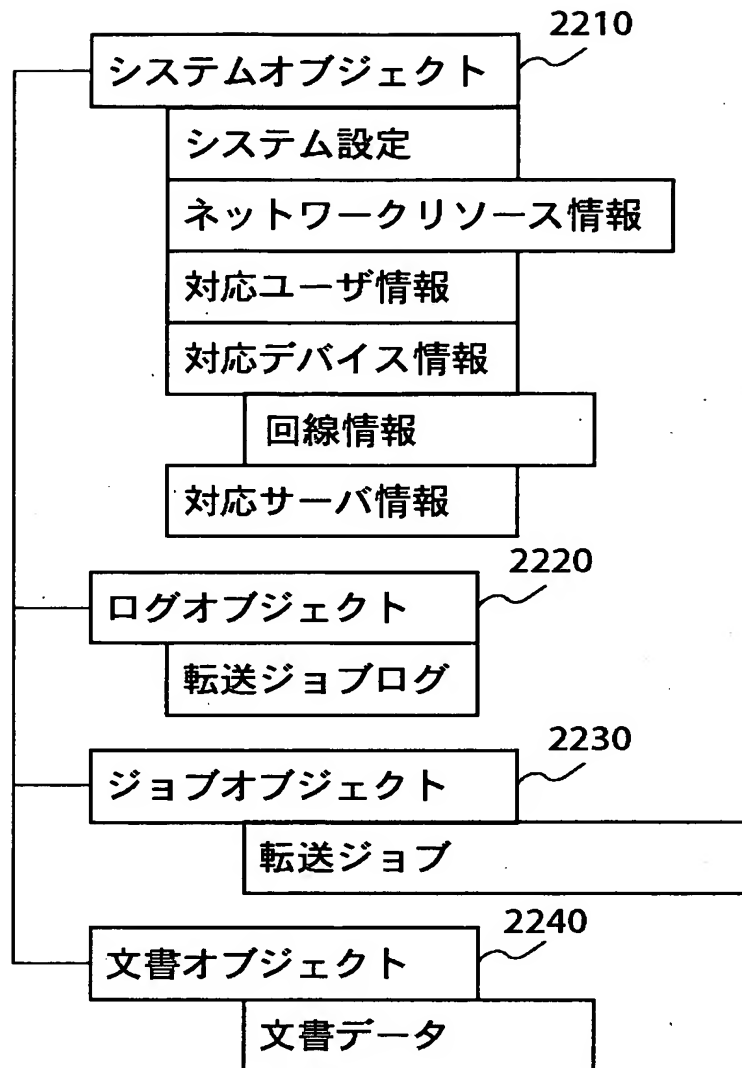 2210
システムオブジェクト
システム設定
ネットワークリソース情報
対応ユーザ情報
対応デバイス情報
回線情報
対応サーバ情報
2220
ログオブジェクト
転送ジョブログ
2230
ジョブオブジェクト
転送ジョブ
2240
文書オブジェクト
文書データ